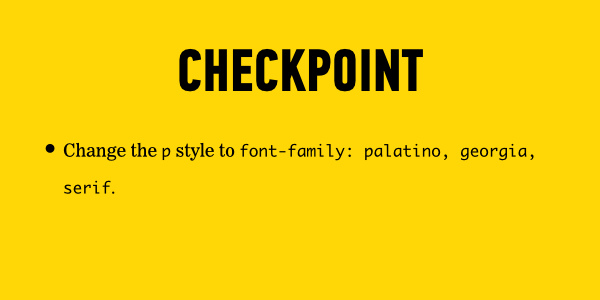 CHECKPOINT
• Change the p style to font-family: palatino, georgia,
serif.